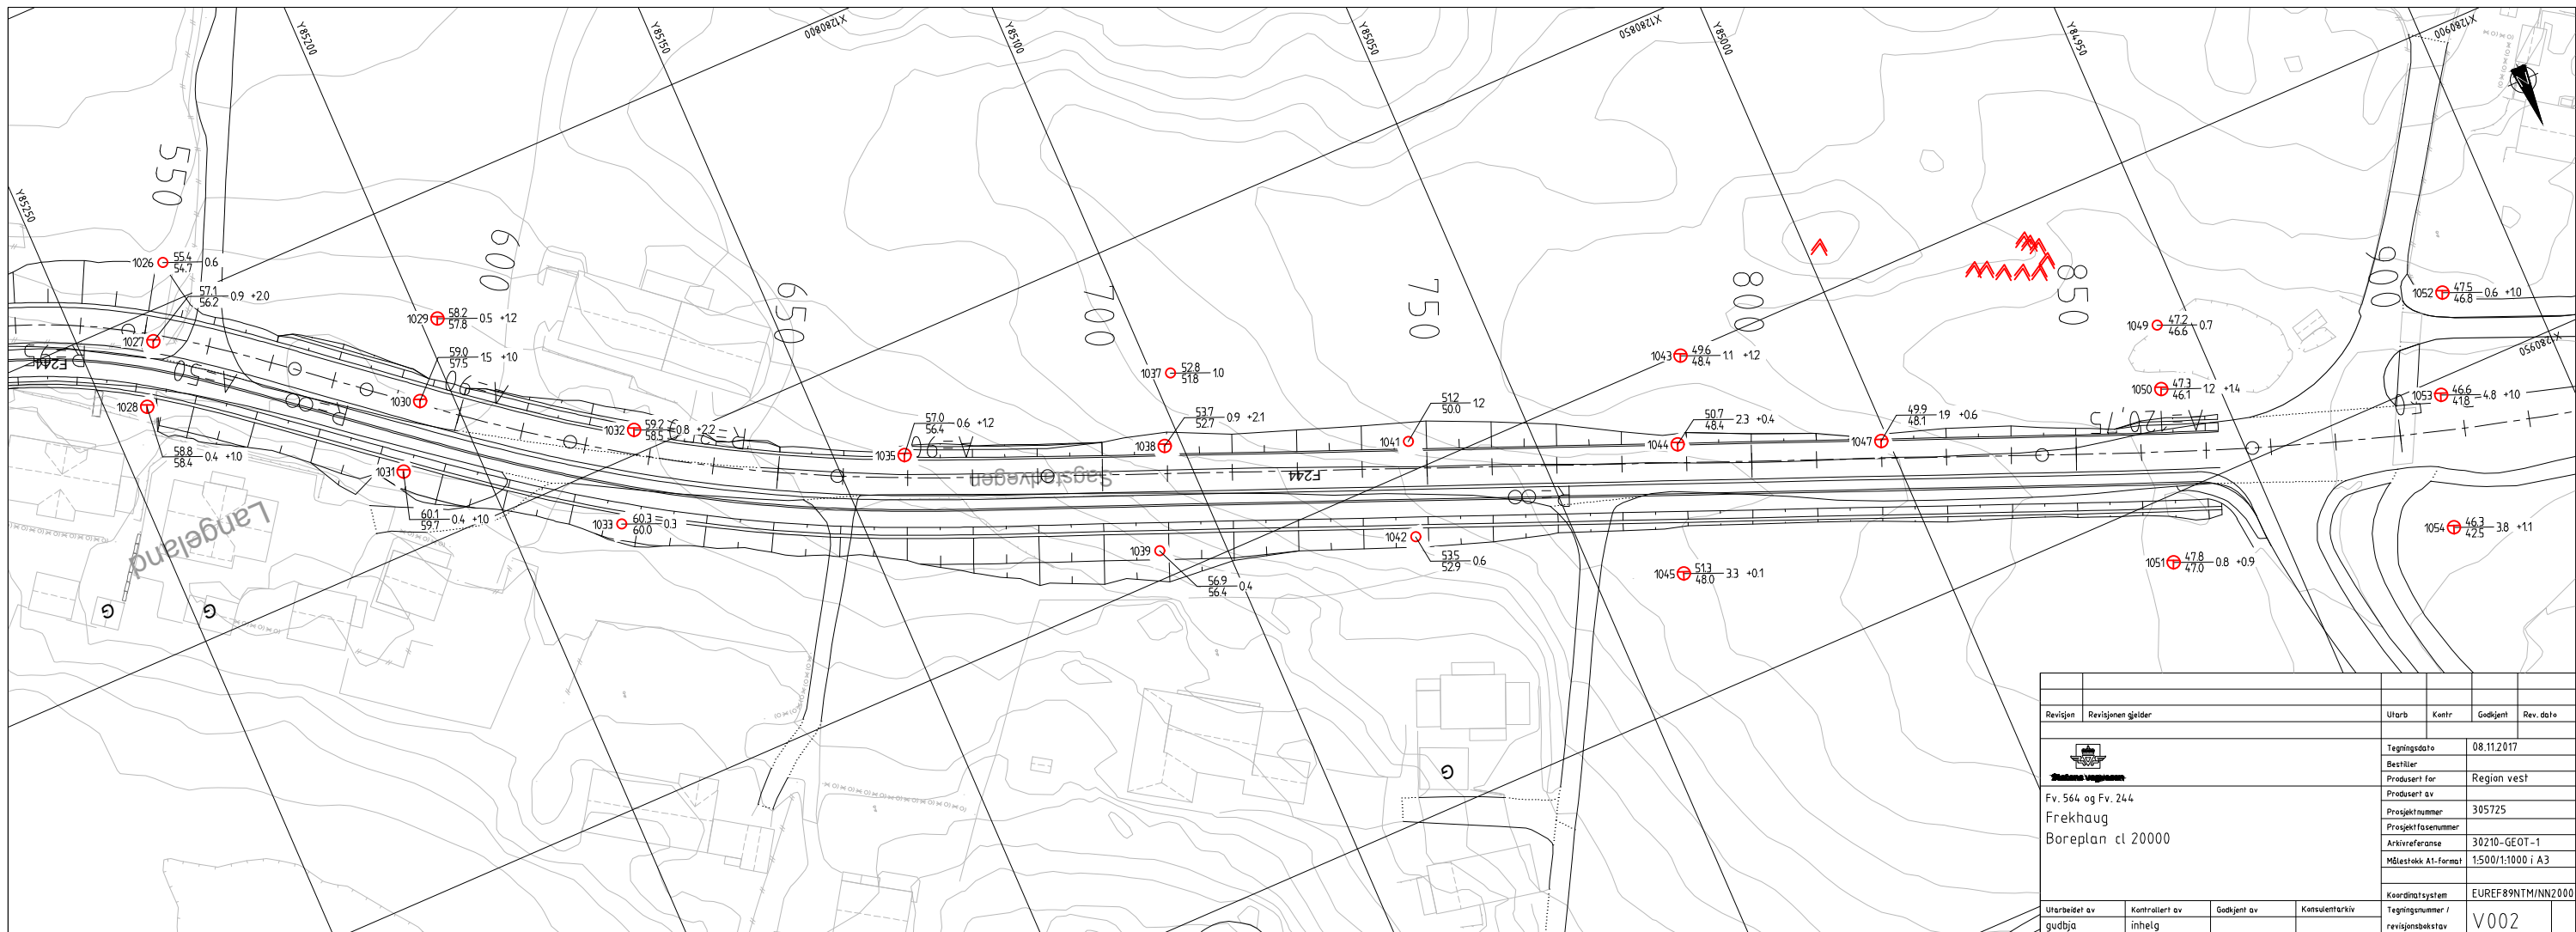 Y85250
Y85200
Y85150
Y85100
Y85050
Y85000
Y84950
X1280800
X1280850
X1280900
X1280950
550
600
650
700
750
800
850
900
1026 55.4 54.7 0.6
1027 57.1 56.2 0.9 +2.0
1028 58.8 58.4 0.4 +1.0
1029 58.2 57.8 0.5 +1.2
1030 59.0 57.5 1.5 +1.0
1031 60.1 59.7 0.4 +1.0
1032 59.2 58.5 0.8 +2.2
1033 60.3 60.0 0.3
1035 57.0 56.4 0.6 +1.2
1037 52.8 51.8 1.0
1038 53.7 52.7 0.9 +2.1
1039 56.9 56.4 0.4
1041 51.2 50.0 1.2
1042 53.5 52.9 0.6
1043 49.6 48.4 1.1 +1.2
1044 50.7 48.4 2.3 +0.4
1045 51.3 48.0 3.3 +0.1
1047 49.9 48.1 1.9 +0.6
1049 47.2 46.6 0.7
1050 47.3 46.1 1.2 +1.4
1051 47.8 47.0 0.8 +0.9
1052 47.5 46.8 0.6 +1.0
1053 46.6 41.8 4.8 +1.0
1054 46.3 42.5 3.8 +1.1
F244
A=50
A=90
A=90
A=120,75
Sagstadvegen
F244
Langeland
G
G
G
Revisjon Revisjonen gjelder Utarb Kontr Godkjent Rev. dato
Statens vegvesen
Fv. 564 og Fv. 244
Frekhaug
Boreplan cl 20000
Tegningsdato 08.11.2017
Bestiller
Produsert for Region vest
Produsert av
Prosjektnummer 305725
Prosjektfasenummer
Arkivreferanse 30210-GEOT-1
Målestokk A1-format 1:500/1:1000 i A3
Koordinatsystem EUREF89NTM/NN2000
Utarbeidet av Kontrollert av Godkjent av Konsulentarkiv
gudbja inhelg
Tegningsnummer /
revisjonsbokstav V002